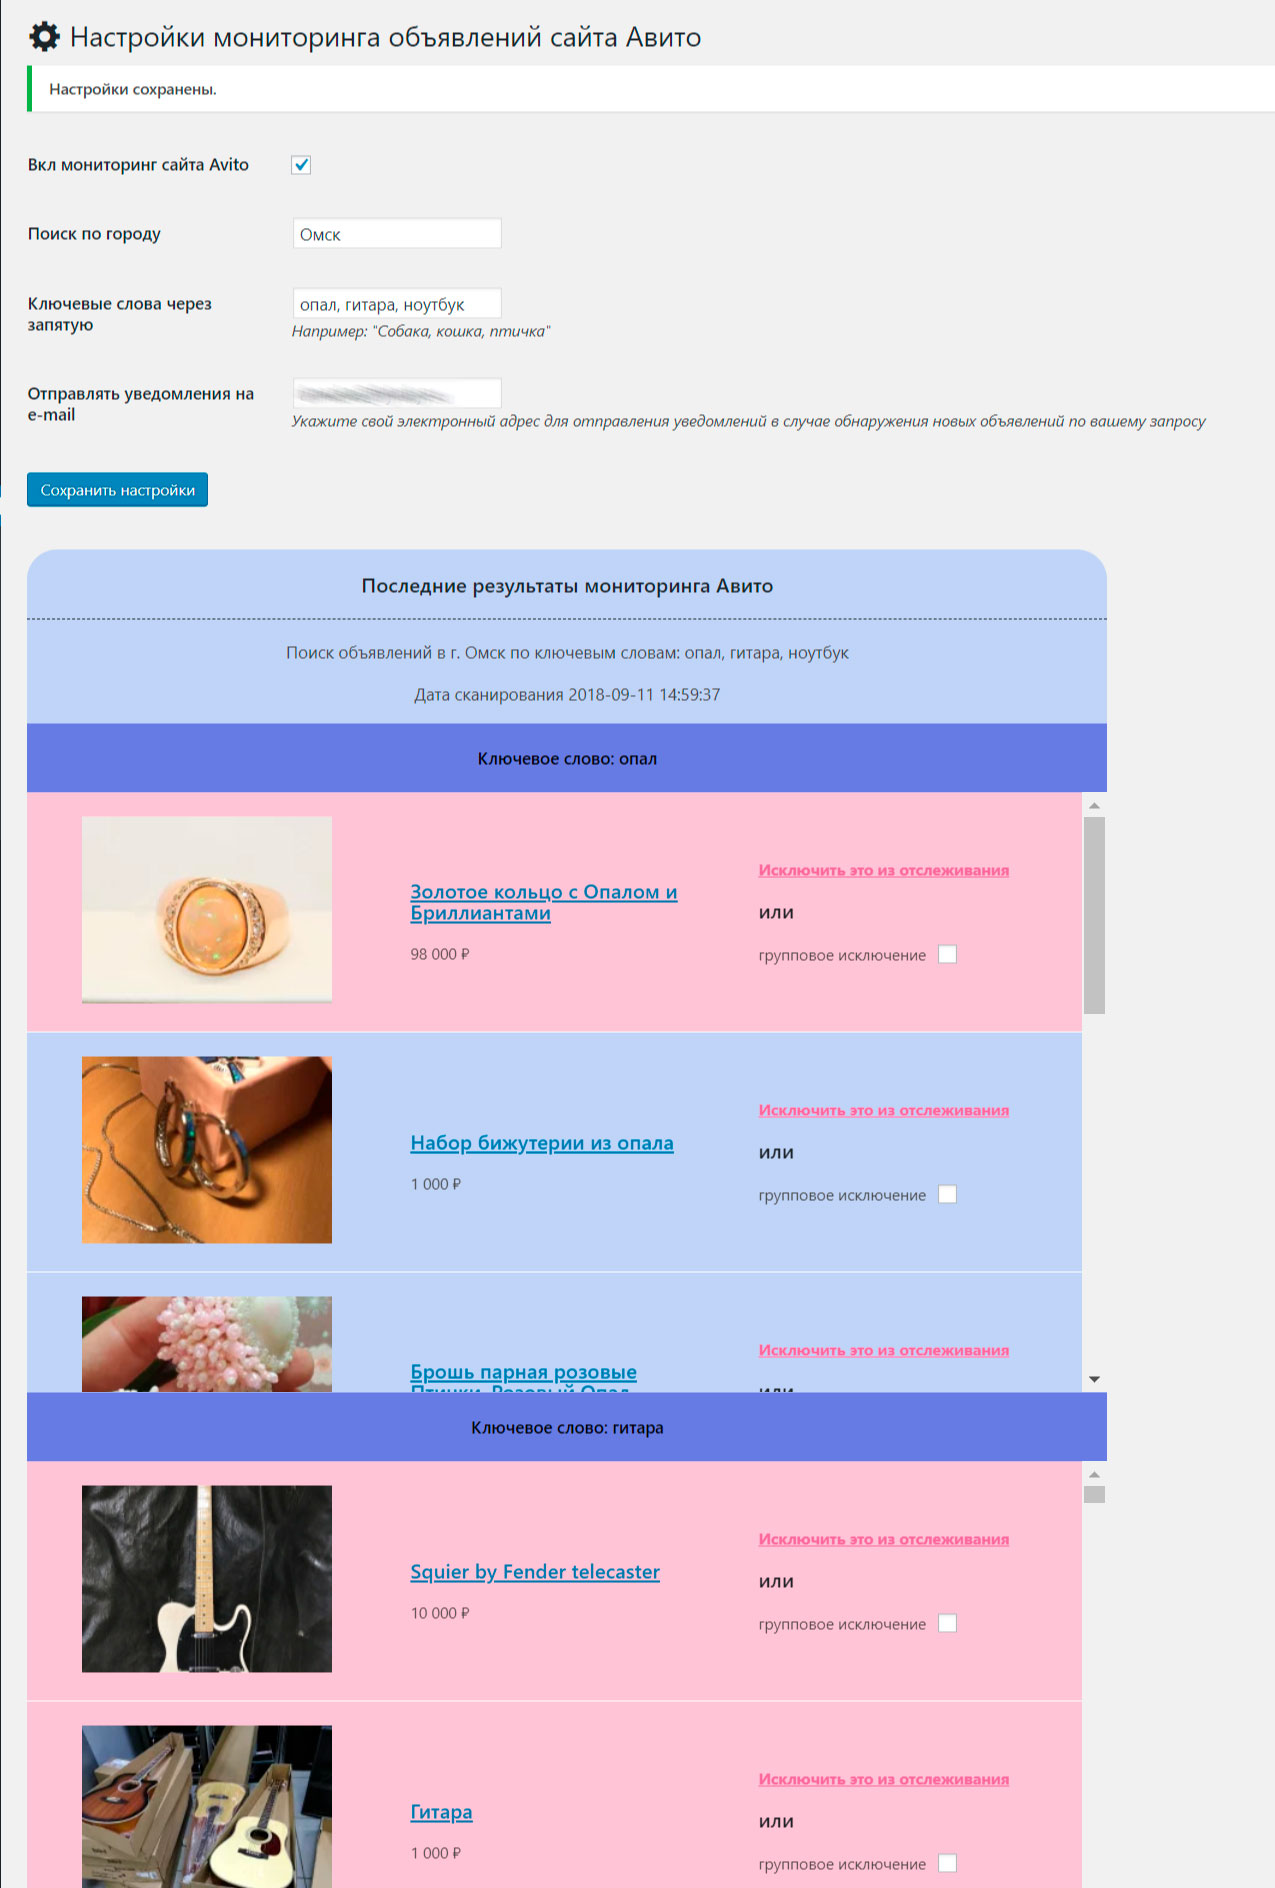 Настройки мониторинга объявлений сайта Авито
Настройки сохранены.
Вкл мониторинг сайта Avito
Поиск по городу
Омск
Ключевые слова через
запятую
опал, гитара, ноутбук
Например: "Собака, кошка, птичка"
Отправлять уведомления на
e-mail
Укажите свой электронный адрес для отправления уведомлений в случае обнаружения новых объявлений по вашему запросу
Сохранить настройки
Последние результаты мониторинга Авито
Поиск объявлений в г. Омск по ключевым словам: опал, гитара, ноутбук
Дата сканирования 2018-09-11 14:59:37
Ключевое слово: опал
Золотое кольцо с Опалом и
Бриллиантами
98 000 ₽
Исключить это из отслеживания
или
групповое исключение
Набор бижутерии из опала
1 000 ₽
Исключить это из отслеживания
или
групповое исключение
Брошь парная розовые
Птички. Розовый Опал
Исключить это из отслеживания
или
Ключевое слово: гитара
Squier by Fender telecaster
10 000 ₽
Исключить это из отслеживания
или
групповое исключение
Гитара
1 000 ₽
Исключить это из отслеживания
или
групповое исключение